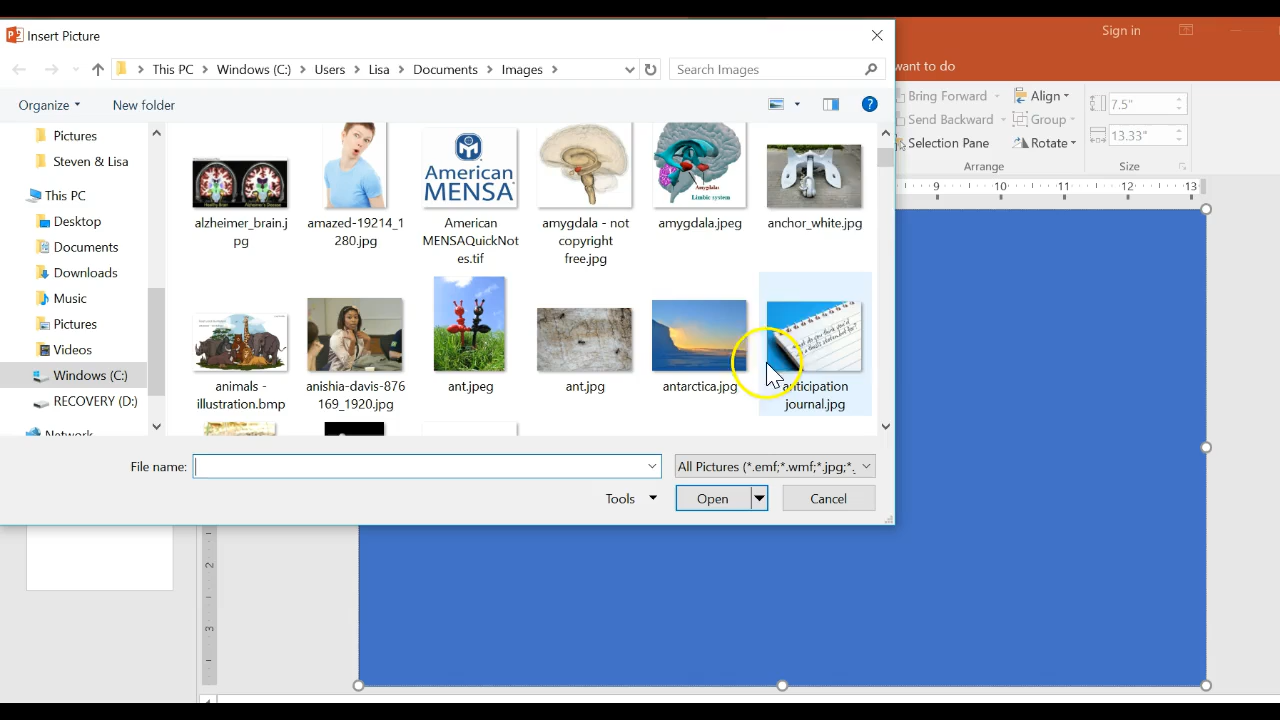 Insert Picture
Sign in
want to do
This PC > Windows (C:) > Users > Lisa > Documents > Images >
Search Images
Organize
New folder
Bring Forward
Align
7.5"
Send Backward
Group
13.33"
Selection Pane
Rotate
Arrange
Size
9 10 11 12 13
Pictures
Steven & Lisa
This PC
Desktop
Documents
Downloads
Music
Pictures
Videos
Windows (C:)
RECOVERY (D:)
Network
American
MENSA
Amygdala
Limbic system
alzheimer_brain.j
pg
amazed-19214_1
280.jpg
American
MENSAQuickNot
es.tif
amygdala - not
copyright
free.jpg
amygdala.jpeg
anchor_white.jpg
animals -
illustration.bmp
anishia-davis-876
169_1920.jpg
ant.jpeg
ant.jpg
antarctica.jpg
anticipation
journal.jpg
File name:
All Pictures (*.emf;*.wmf;*.jpg;*.
Tools
Open
Cancel
2
3